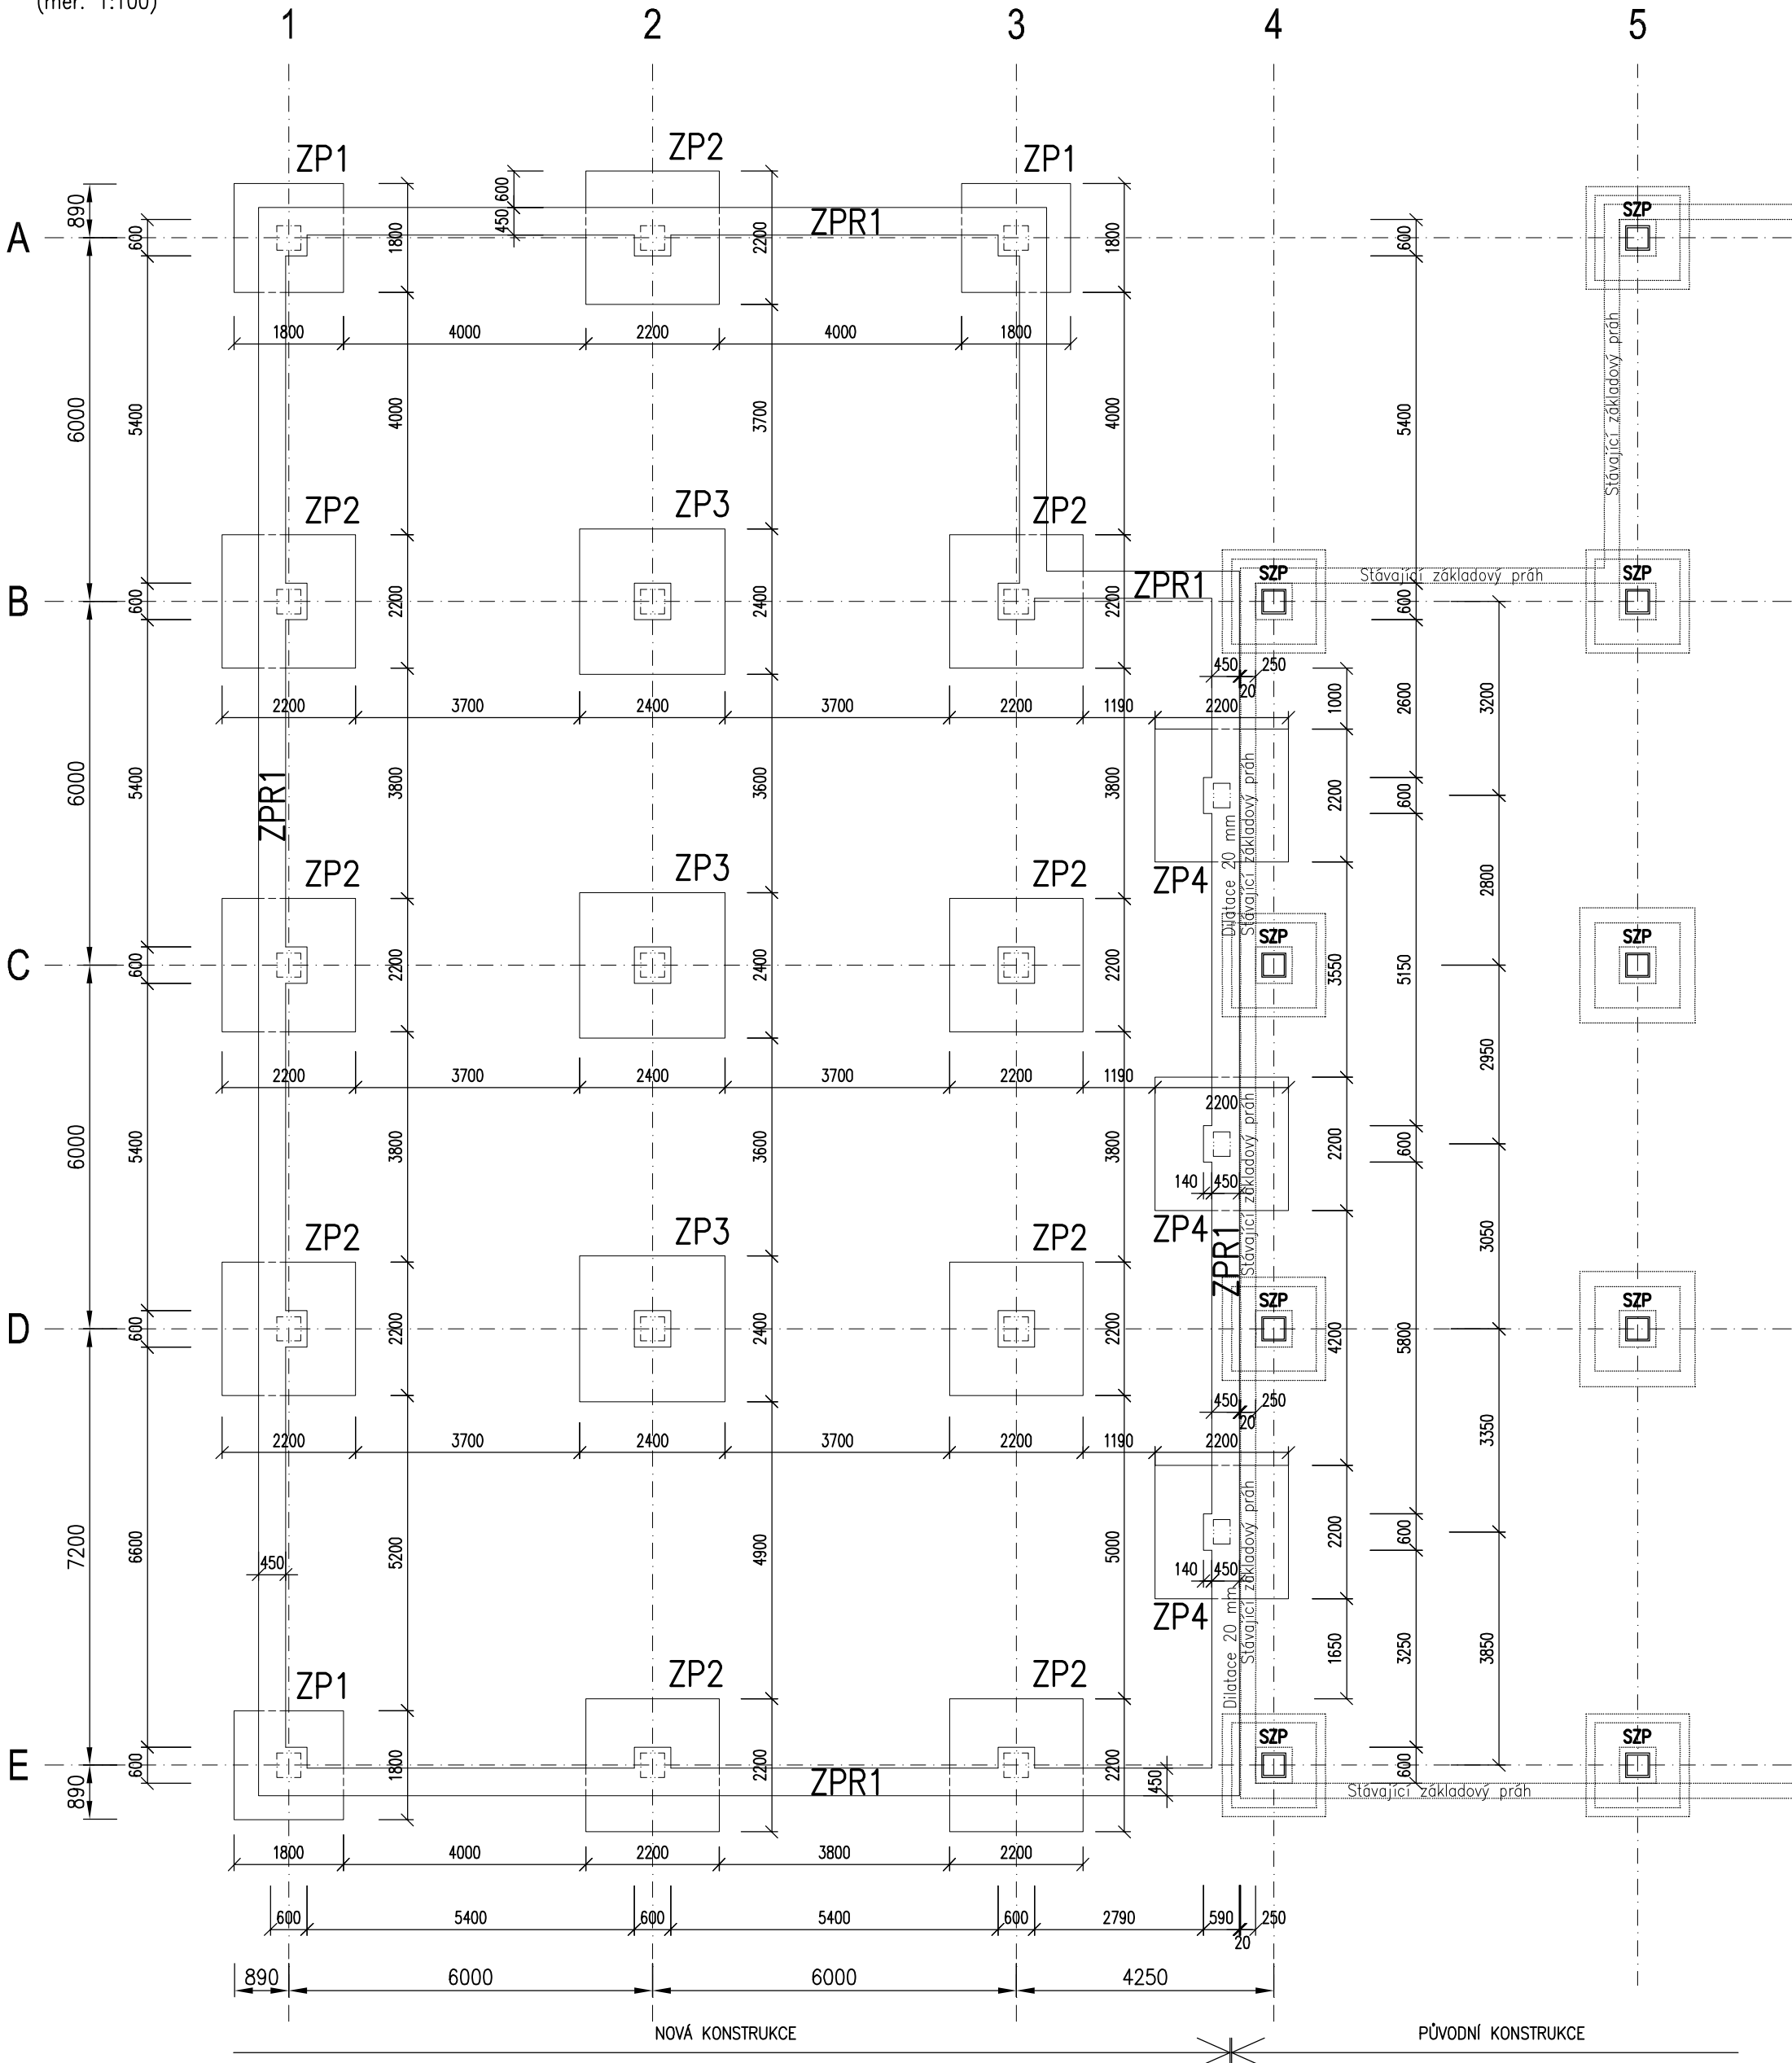 (měř. 1:100)
1 2 3 4 5
ZP1 ZP2 ZP1
890 600 450 ZPR1 SZP
A 600 1800 2200 1800 600
1800 4000 2200 4000 1800
Stávající základový práh
6000 5400 4000 3700 4000 5400
ZP2 ZP3 ZP2
SZP Stávající základový práh SZP
B 600 2200 2400 2200 ZPR1 600
450 250
20
1000 2600 3200
2200 3700 2400 3700 2200 1190 2200
6000 5400 ZPR1 3800 3600 3800 2200 600
Dilatace 20 mm
Stávající základový práh
ZP2 ZP3 ZP2 ZP4 2800
SZP SZP
C 600 2200 2400 2200 3550 5150
2950
2200 3700 2400 3700 2200 1190
2200
6000 5400 3800 3600 3800 2200 600
140 450
Stávající základový práh
ZP2 ZP3 ZP2 ZP4 ZPR1 3050
SZP SZP
D 600 2200 2400 2200 4200 5800
450 250
20
3350
2200 3700 2400 3700 2200 1190 2200
7200 6600 450 5200 4900 5000 2200 600
140 450
Dilatace 20 mm
Stávající základový práh
ZP4
1650 3250 3850
ZP1 ZP2 ZP2
SZP SZP
E 600 1800 2200 2200 600
890 ZPR1 450 Stávající základový práh
1800 4000 2200 3800 2200
600 5400 600 5400 600 2790 590 250
20
890 6000 6000 4250
NOVÁ KONSTRUKCE PŮVODNÍ KONSTRUKCE